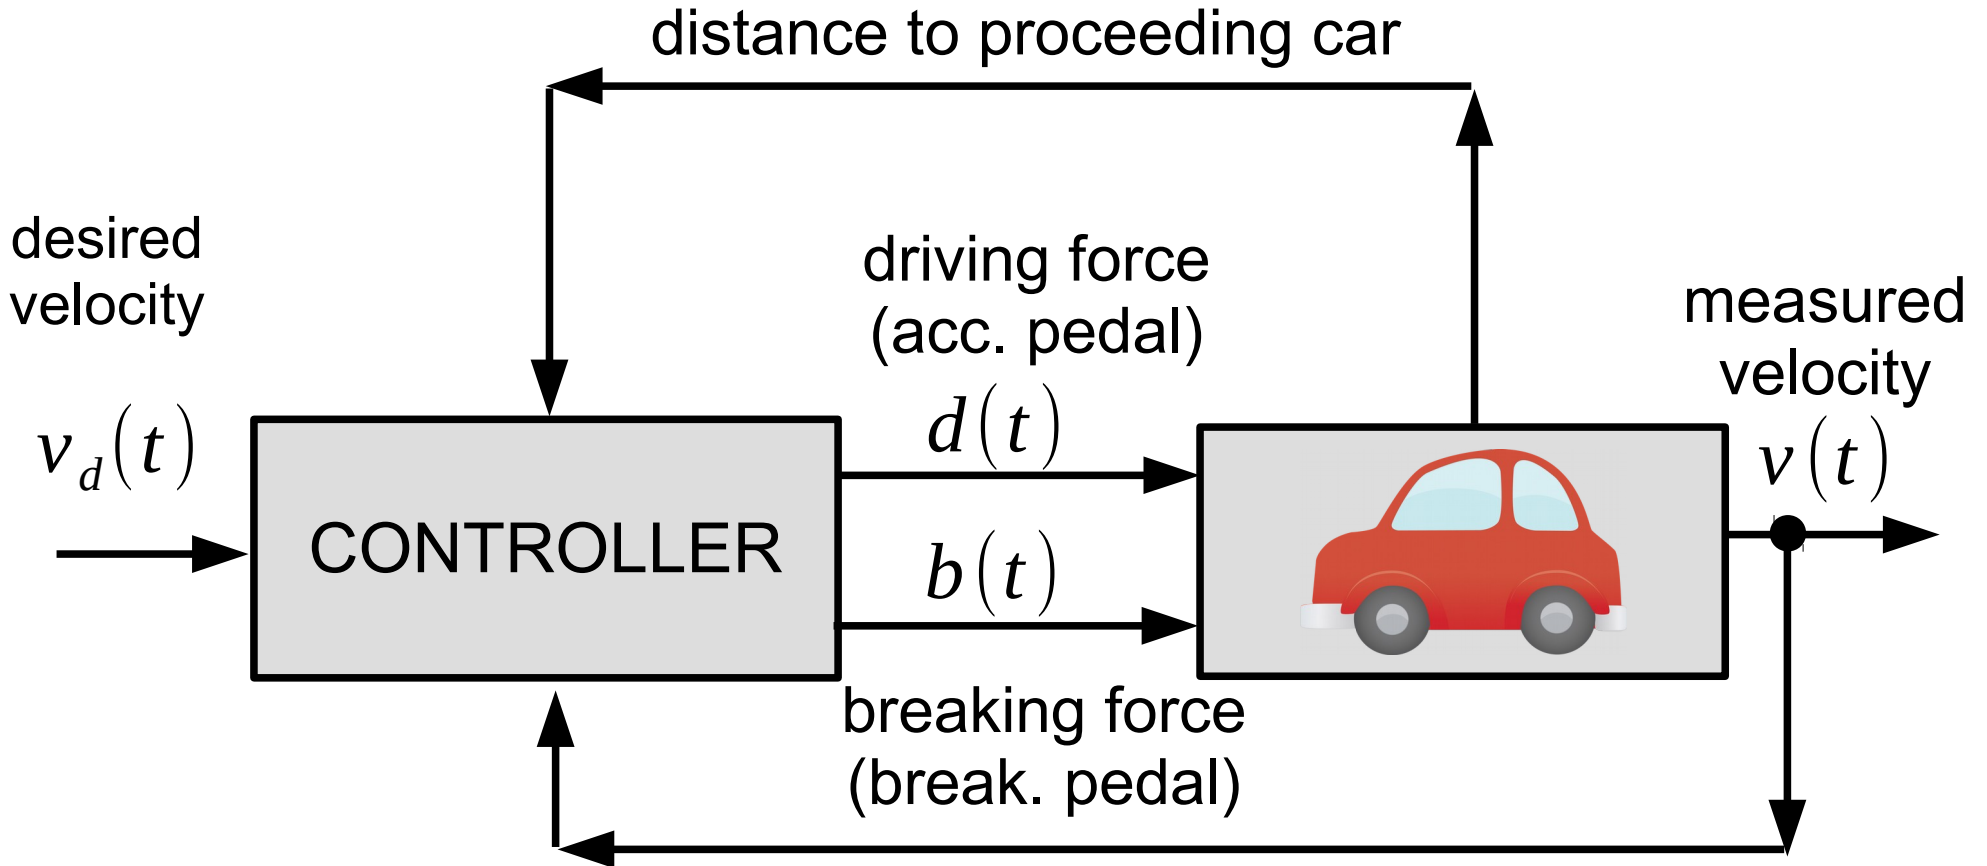 distance to proceeding car
desired
velocity
v_d(t)
driving force
(acc. pedal)
d(t)
measured
velocity
v(t)
CONTROLLER
b(t)
breaking force
(break. pedal)